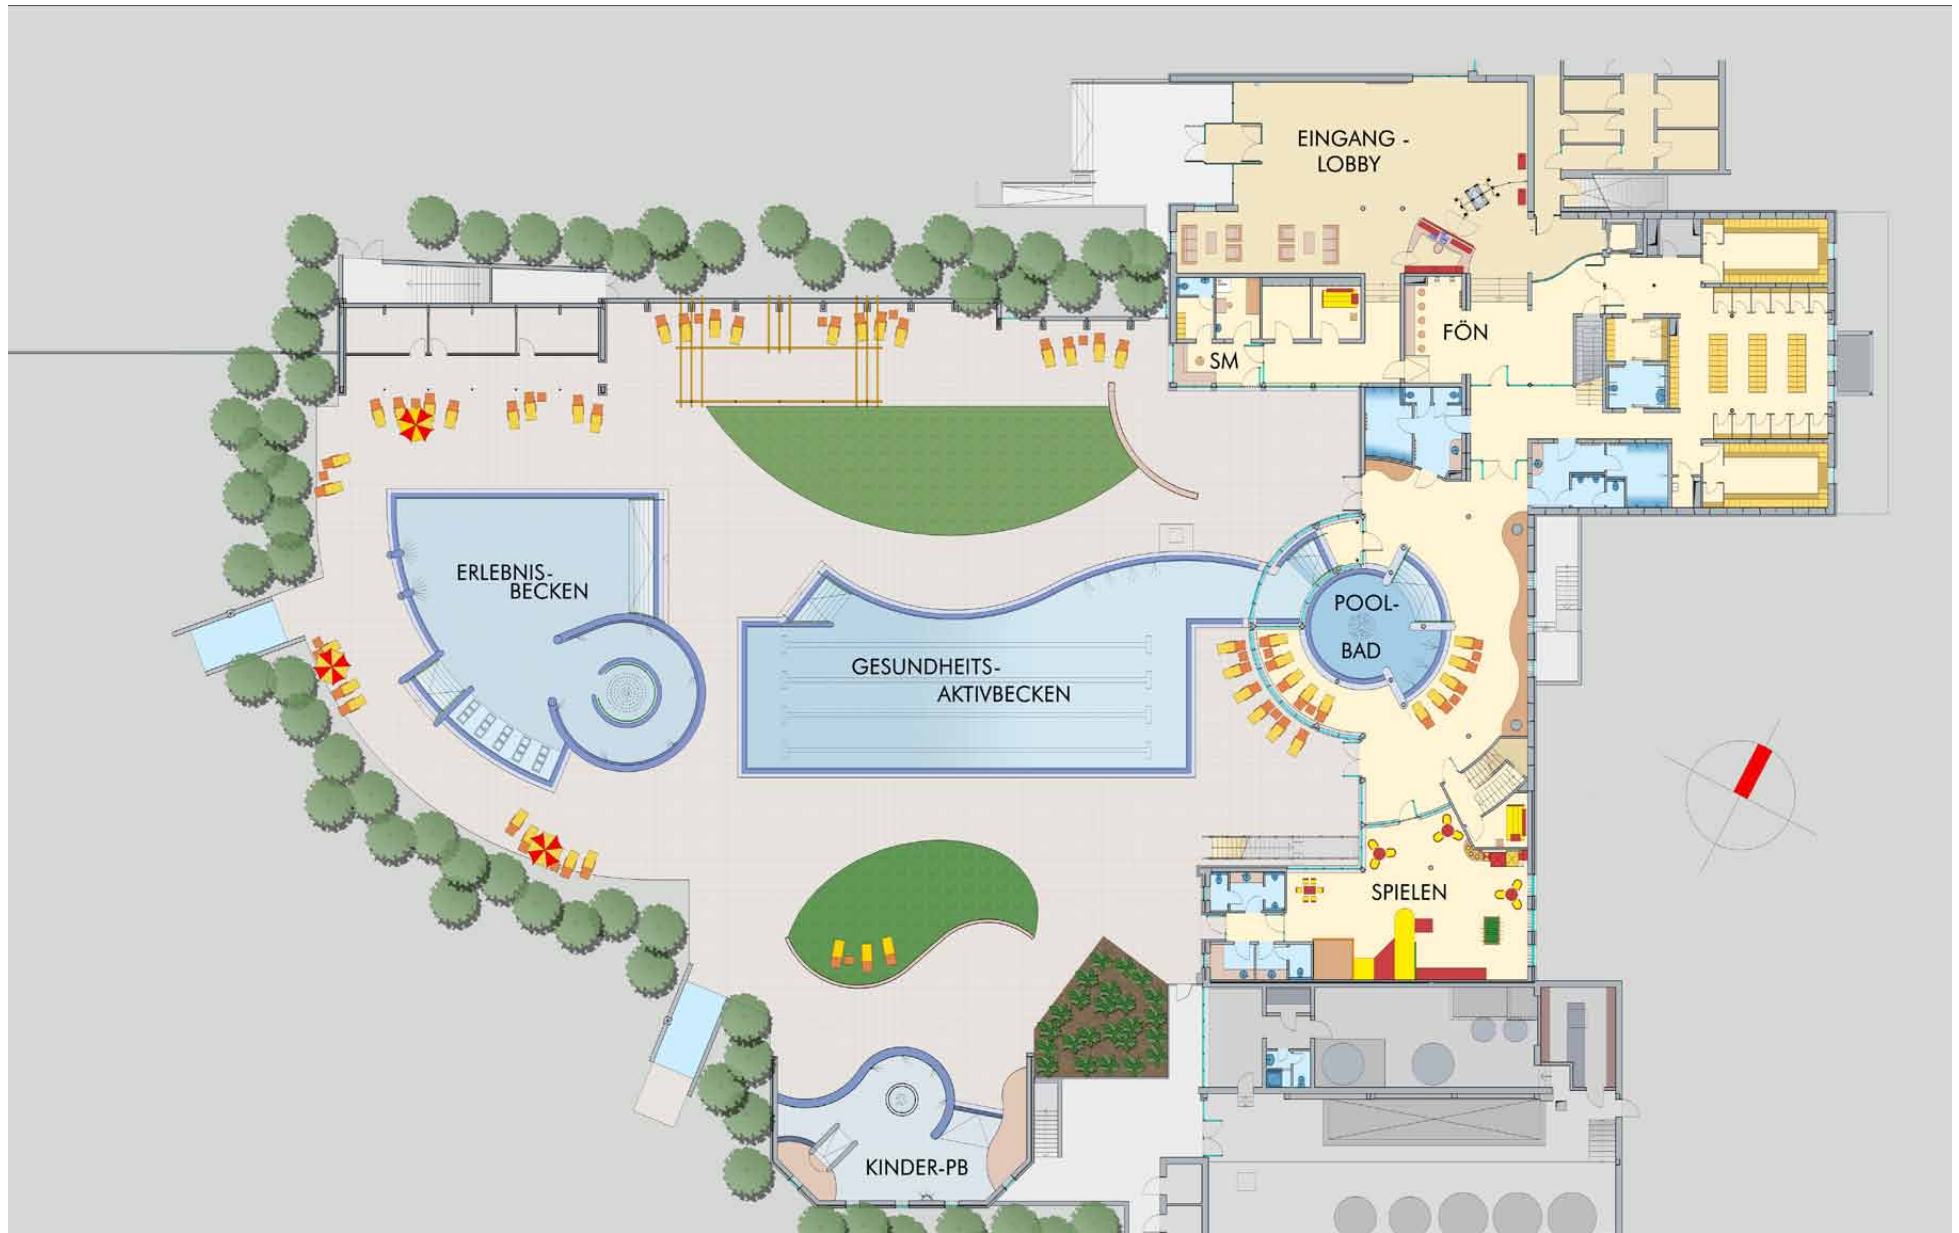 EINGANG -
LOBBY
FÖN
SM
ERLEBNIS-
BECKEN
POOL-
BAD
GESUNDHEITS-
AKTIVBECKEN
SPIELEN
KINDER-PB